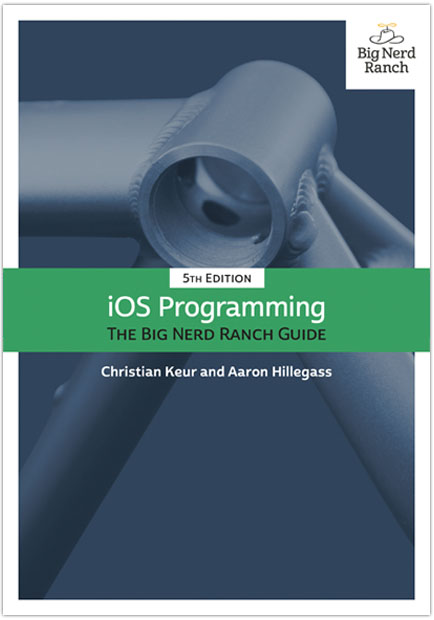 Big Nerd
Ranch
5TH EDITION
iOS Programming
THE BIG NERD RANCH GUIDE
Christian Keur and Aaron Hillegass